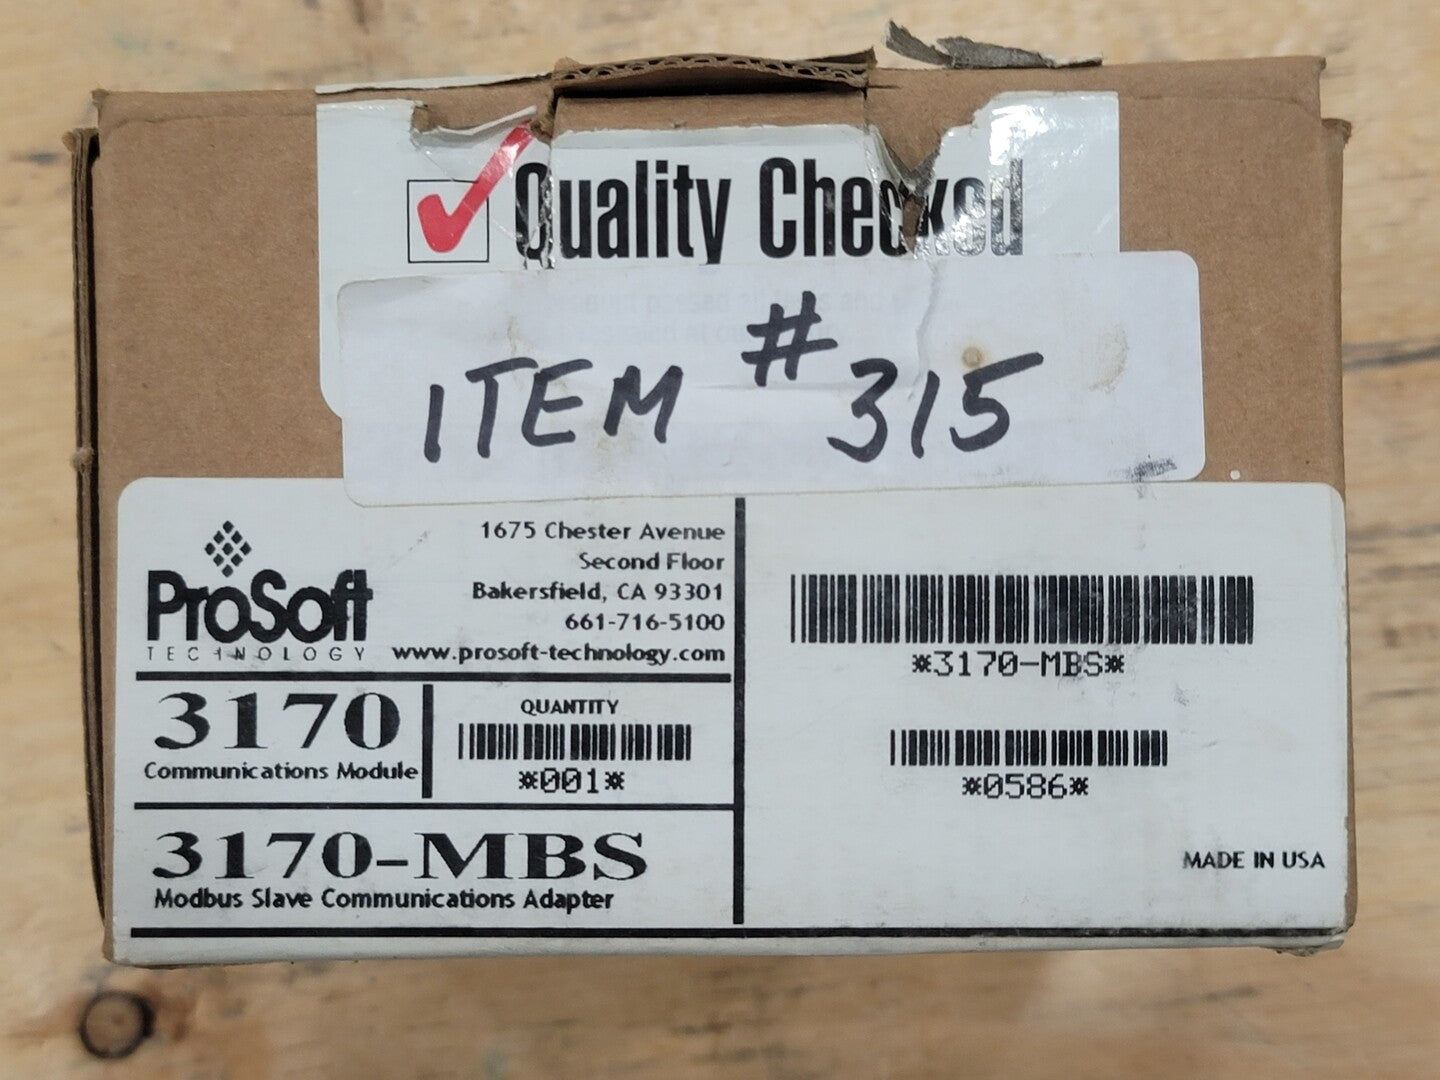 Quality Checked
ITEM # 315
ProSoft
TECHNOLOGY
1675 Chester Avenue
Second Floor
Bakersfield, CA 93301
661-716-5100
www.prosoft-technology.com
3170
Communications Module
QUANTITY
*001*
3170-MBS
Modbus Slave Communications Adapter
*3170-MBS*
*0586*
MADE IN USA